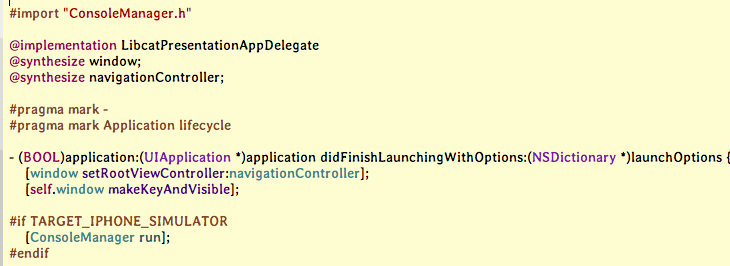 #import "ConsoleManager.h"
@implementation LibcatPresentationAppDelegate
@synthesize window;
@synthesize navigationController;
#pragma mark -
#pragma mark Application lifecycle
- (BOOL)application:(UIApplication *)application didFinishLaunchingWithOptions:(NSDictionary *)launchOptions {
[window setRootViewController:navigationController];
[self.window makeKeyAndVisible];
#if TARGET_IPHONE_SIMULATOR
[ConsoleManager run];
#endif